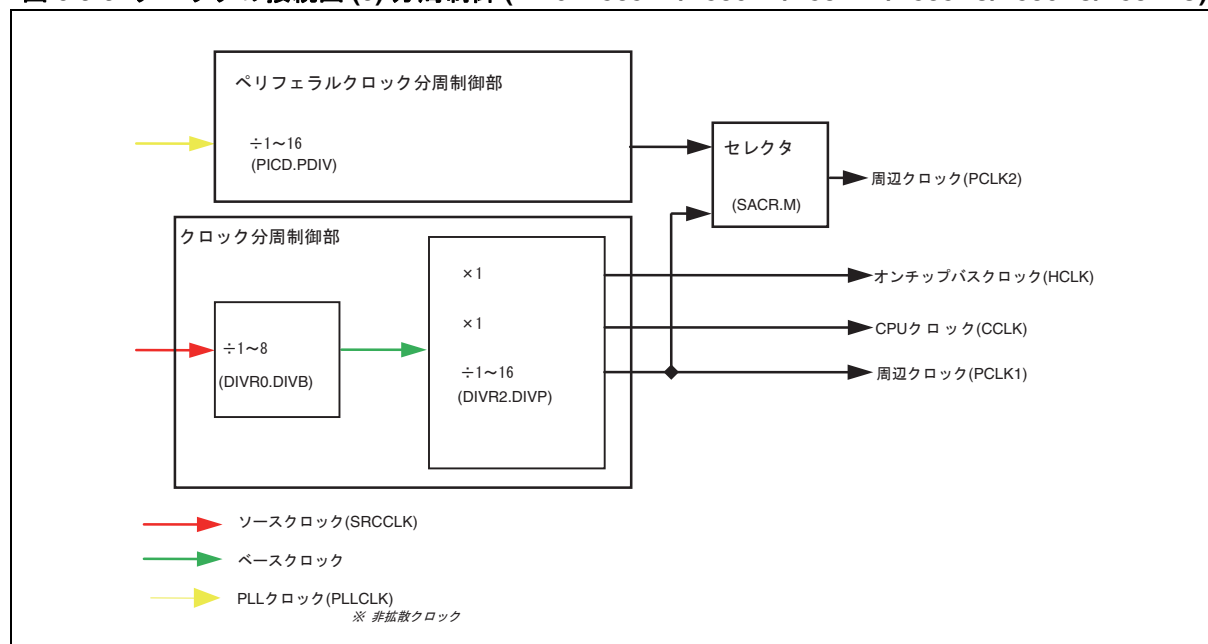 ペリフェラルクロック分周制御部
÷1～16
(PICD.PDIV)
セレクタ
(SACR.M)
周辺クロック(PCLK2)
クロック分周制御部
×1
オンチップバスクロック(HCLK)
×1
CPUクロック(CCLK)
÷1～8
(DIVR0.DIVB)
÷1～16
(DIVR2.DIVP)
周辺クロック(PCLK1)
ソースクロック(SRCCLK)
ベースクロック
PLLクロック(PLLCLK)
※ 非拡散クロック